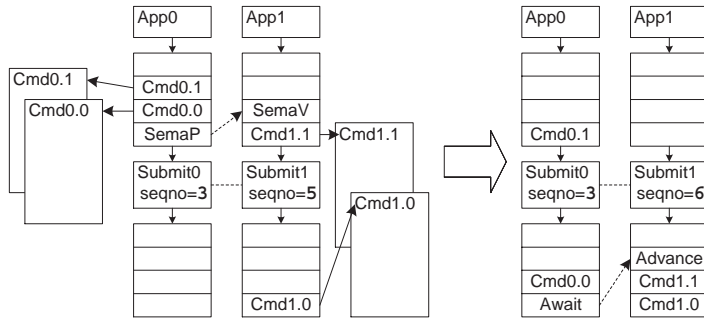 App0
App1
Cmd0.1
Cmd0.0
Cmd0.1
Cmd0.0
SemaP
SemaV
Cmd1.1
Cmd1.1
Cmd1.0
Submit0
seqno=3
Submit1
seqno=5
Cmd1.0
App0
App1
Cmd0.1
Submit0
seqno=3
Submit1
seqno=6
Cmd0.0
Await
Advance
Cmd1.1
Cmd1.0